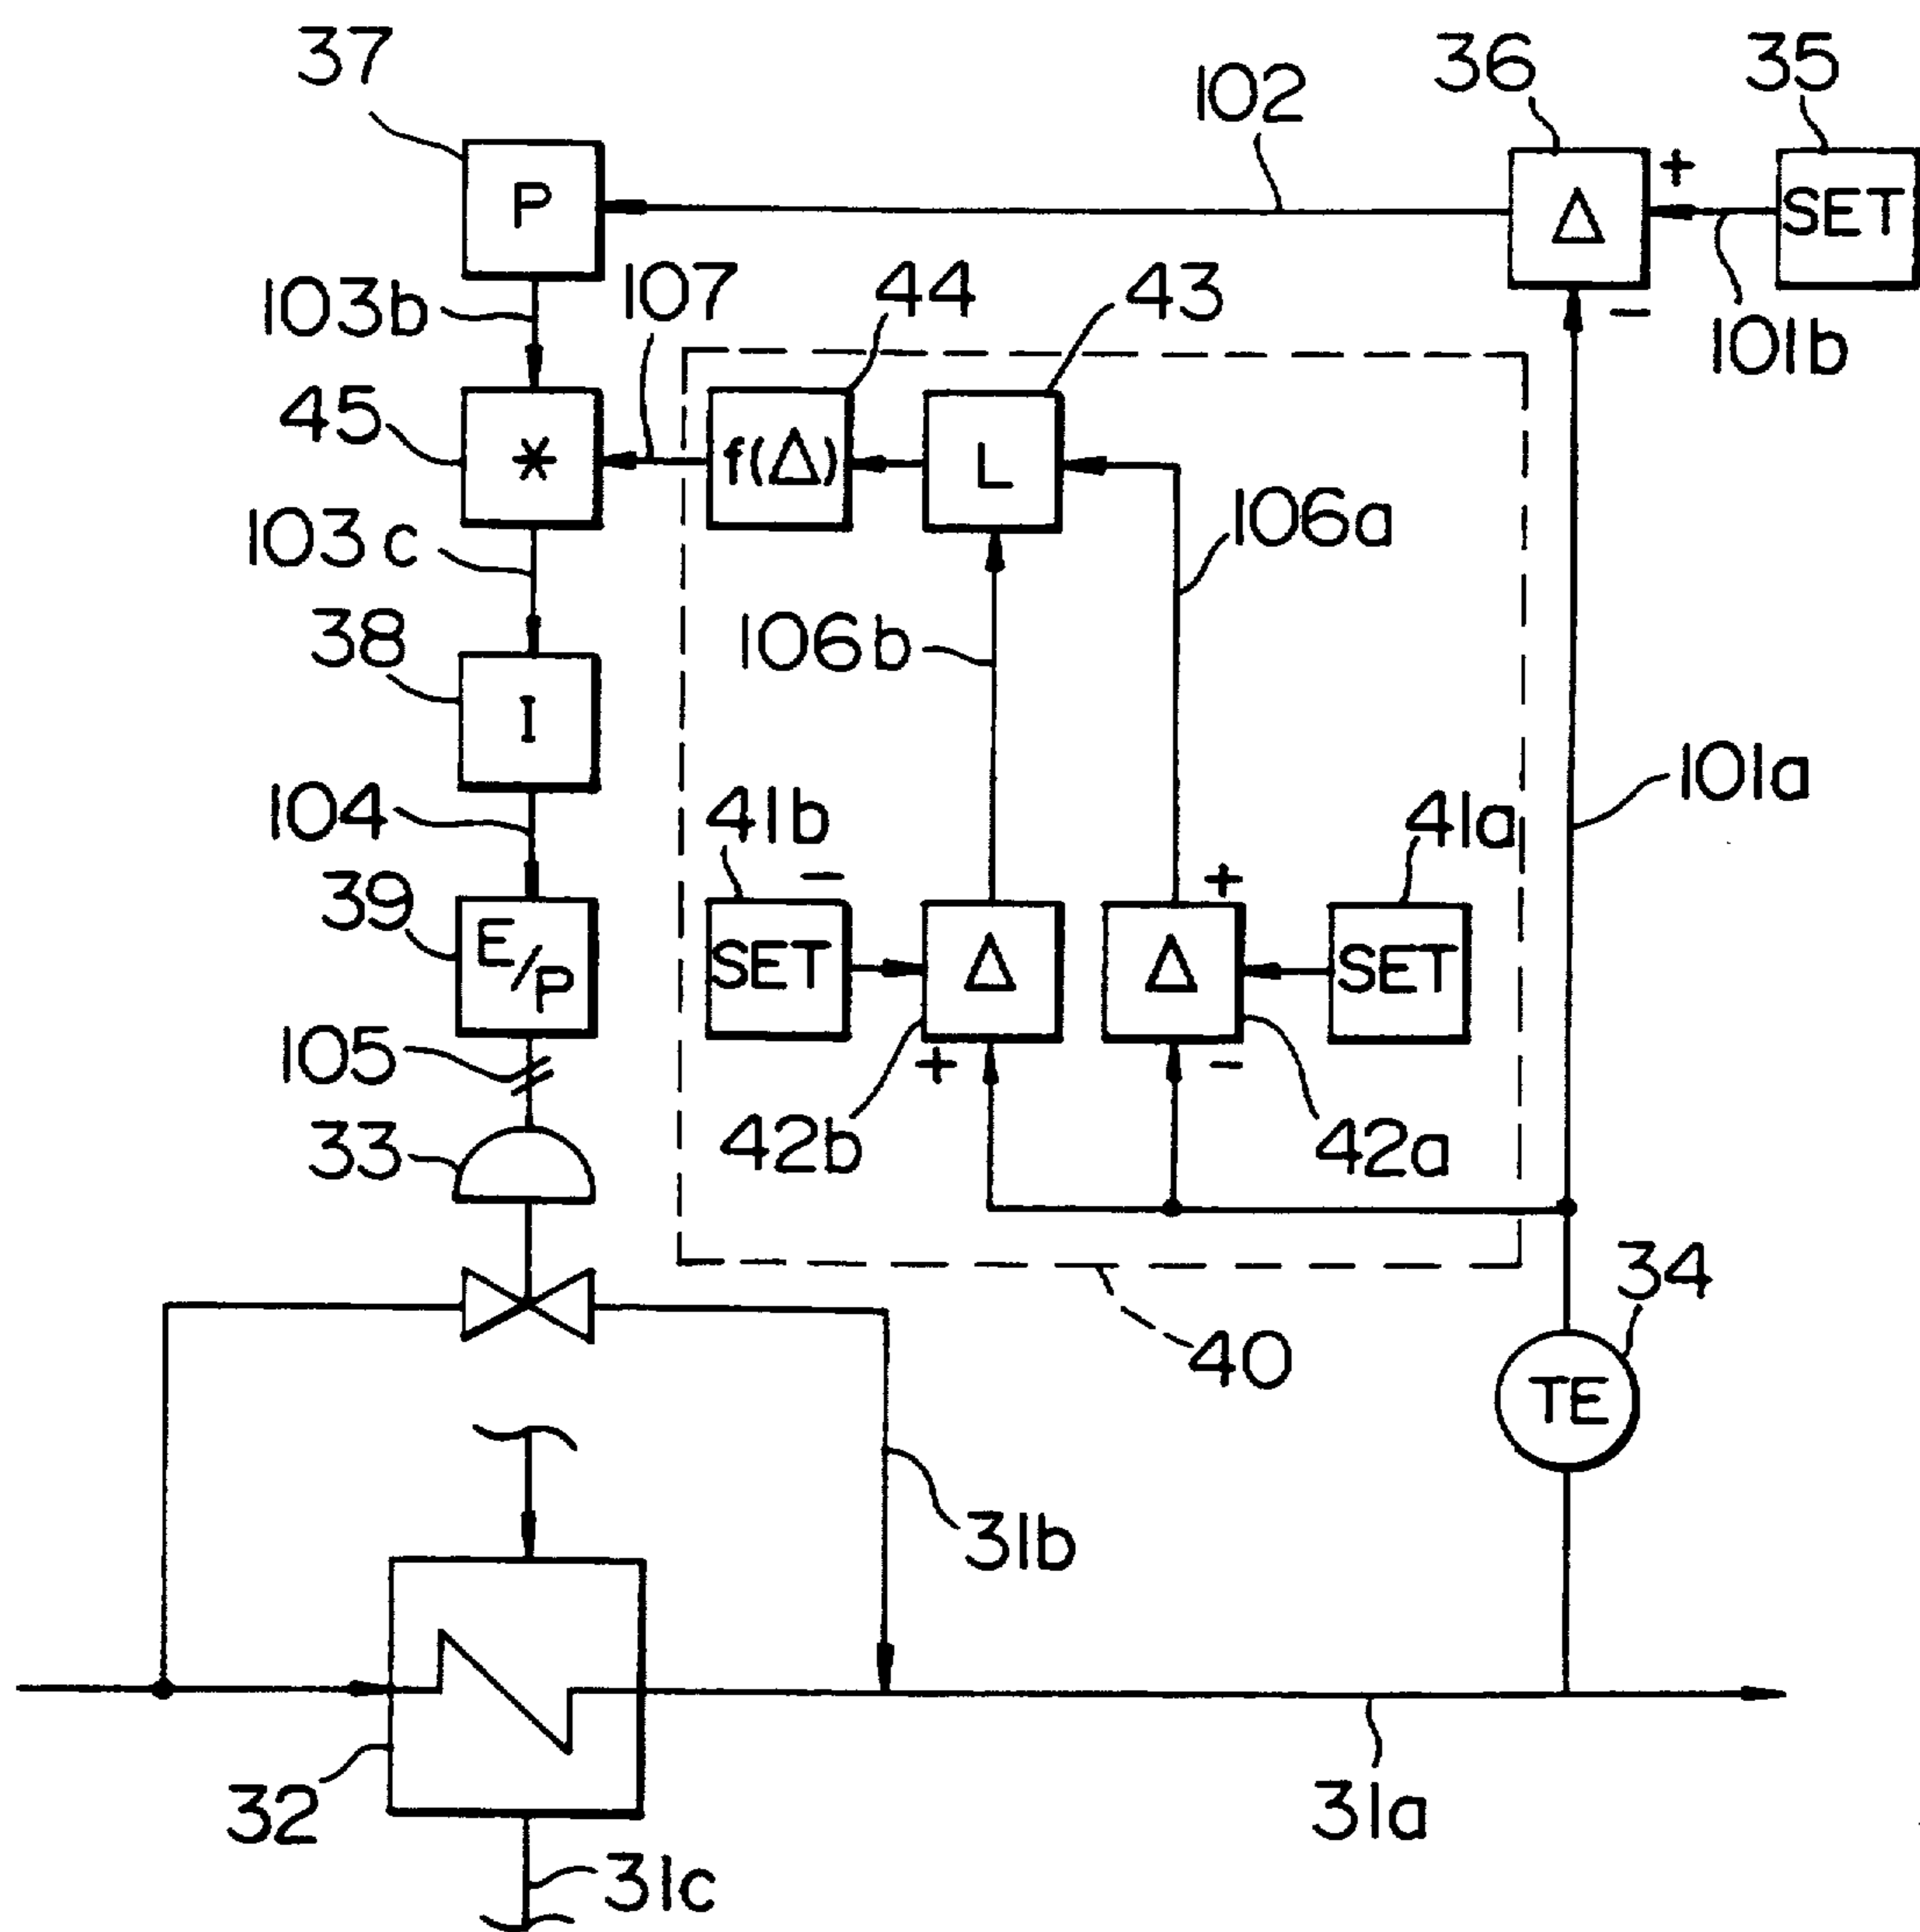 37
102
36
35
P
Δ
+
SET
−
101b
103b
107
44
43
45
*
f(Δ)
L
103c
106a
106b
38
I
101a
104
41b
−
41a
+
39
E/P
SET
Δ
Δ
SET
105
+
−
42b
42a
33
34
40
TE
31b
32
31a
31c